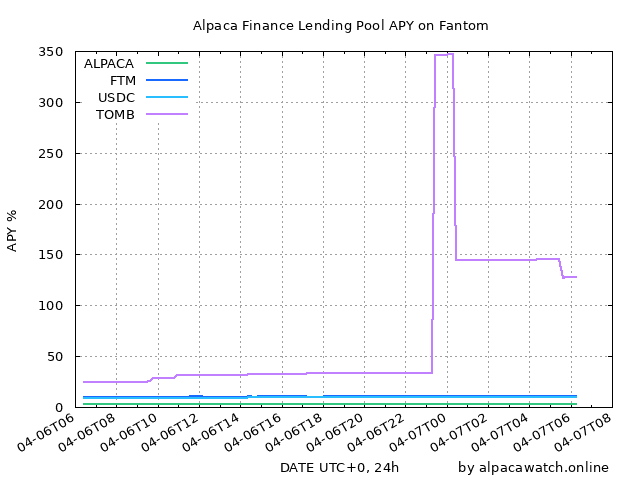 Alpaca Finance Lending Pool APY on Fantom
ALPACA
FTM
USDC
TOMB
APY %
350
300
250
200
150
100
50
0
04-06T06
04-06T08
04-06T10
04-06T12
04-06T14
04-06T16
04-06T18
04-06T20
04-06T22
04-07T00
04-07T02
04-07T04
04-07T06
04-07T08
DATE UTC+0, 24h
by alpacawatch.online